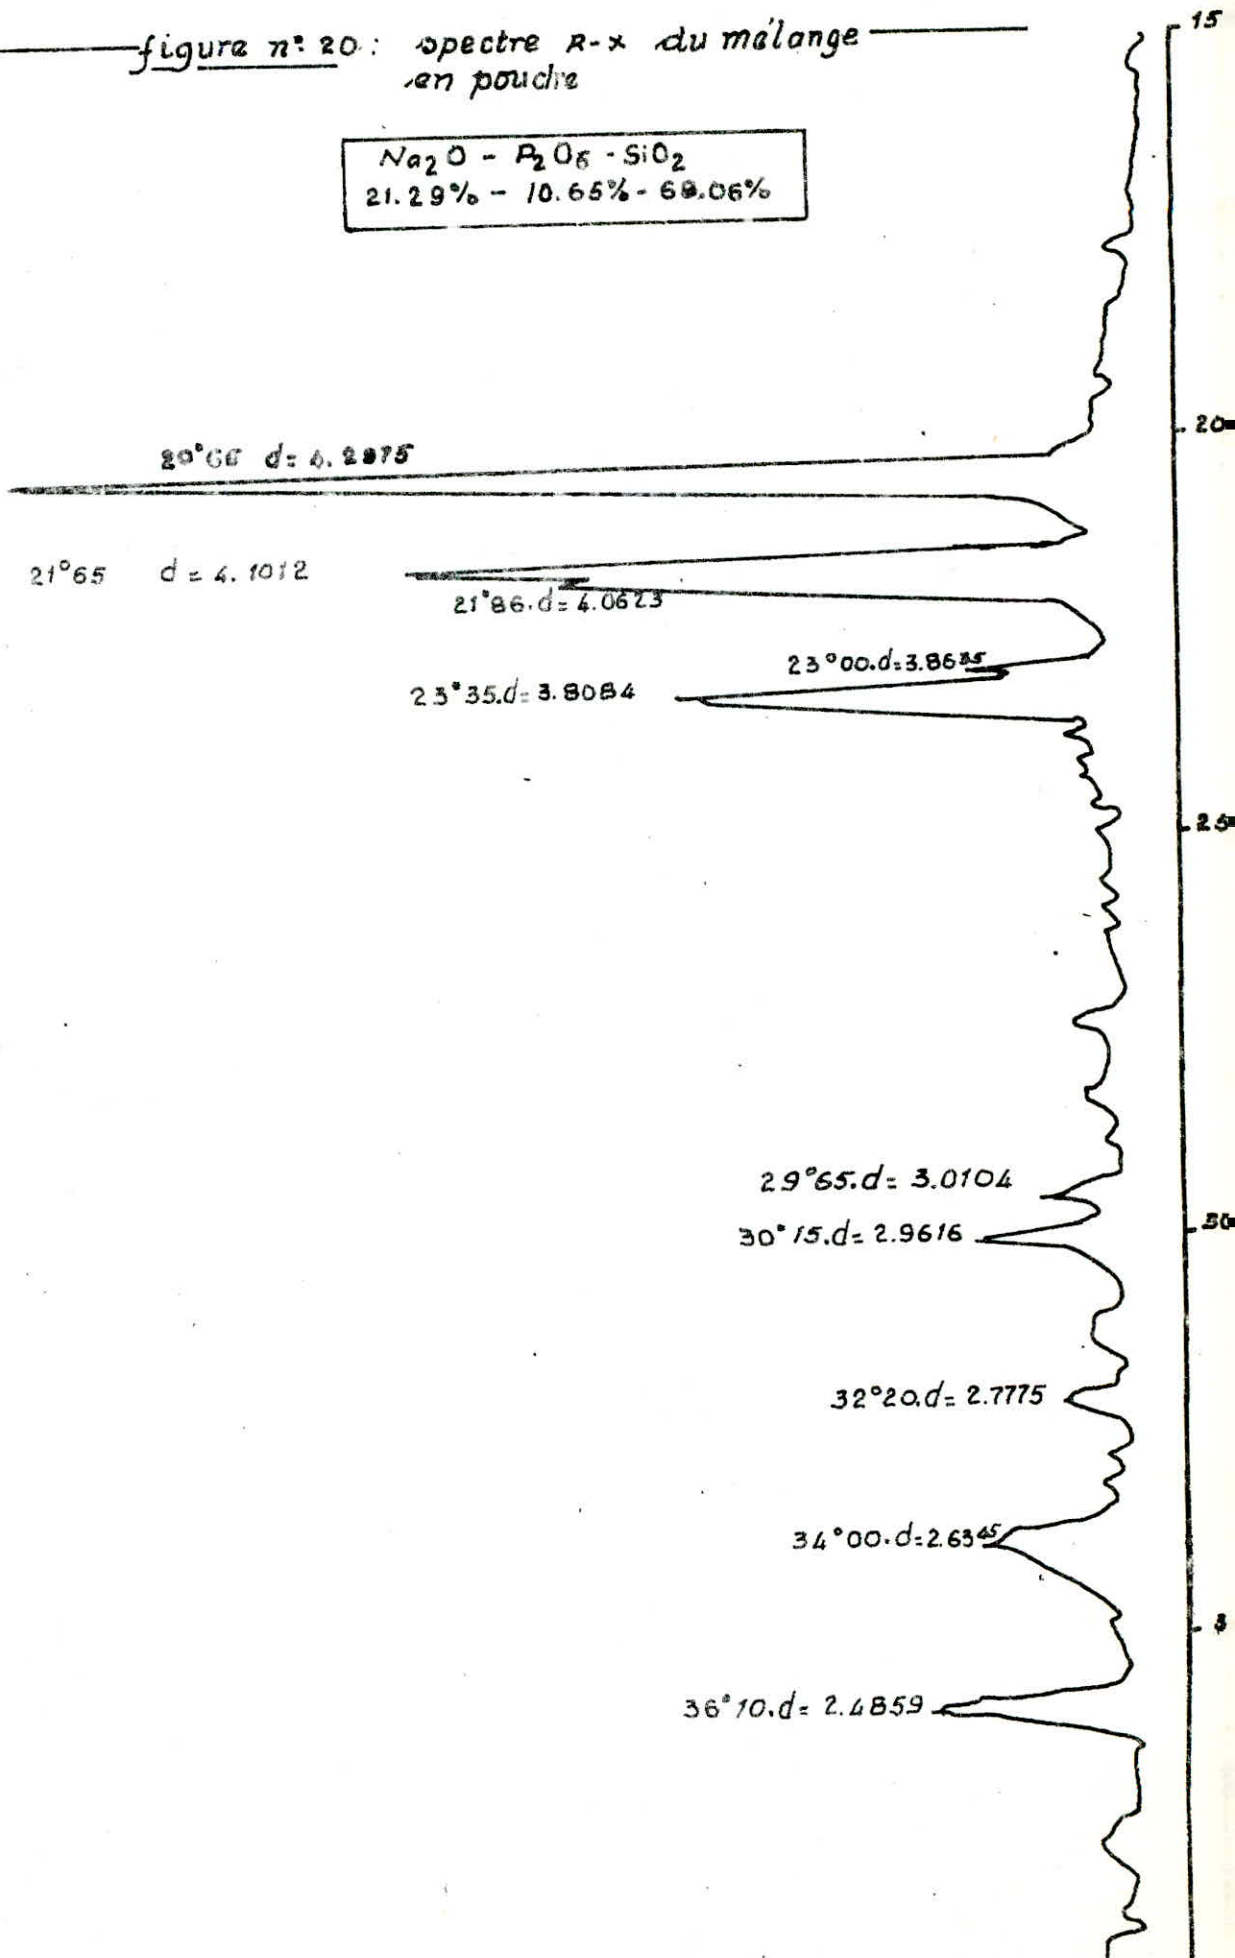 figure n° 20 : spectre R-X du mélange
en poudre
Na2O - P2O5 - SiO2
21.29% - 10.65% - 68.06%
15
20
20°66 d = 4.2975
21°65 d = 4.1012
21°86. d = 4.0623
23°00. d = 3.8635
23°35. d = 3.8084
25
29°65. d = 3.0104
30°15. d = 2.9616
30
32°20. d = 2.7775
34°00. d = 2.6345
3
36°10. d = 2.4859